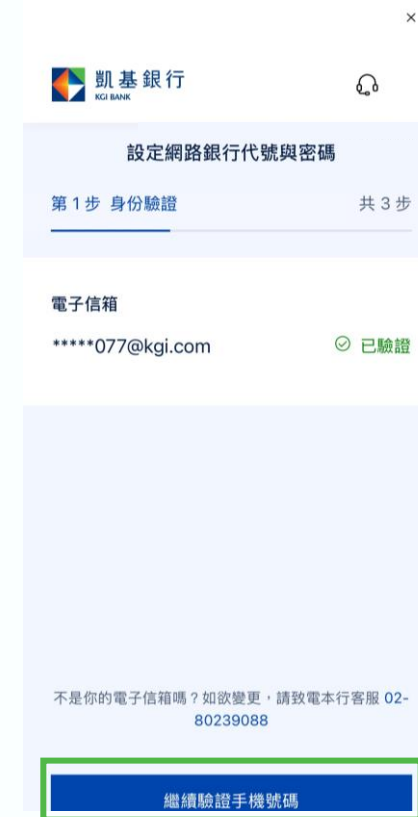 ×
凱基銀行
KGI BANK
設定網路銀行代號與密碼
第1步 身份驗證 共3步
電子信箱
*****077@kgi.com 已驗證
不是你的電子信箱嗎？如欲變更，請致電本行客服 02-
80239088
繼續驗證手機號碼